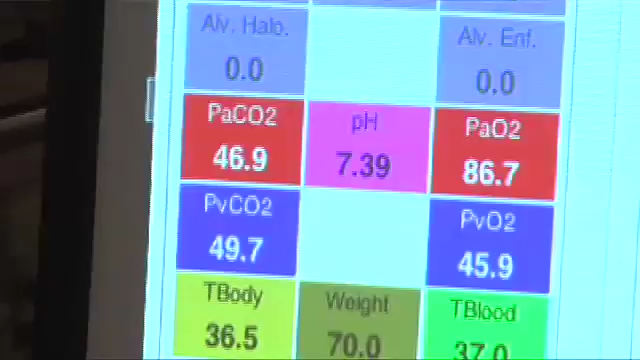 Alv. Halo.
Alv. Enf.
0.0
0.0
PaCO2
pH
PaO2
46.9
7.39
86.7
PvCO2
PvO2
49.7
45.9
TBody
Weight
TBlood
36.5
70.0
37.0